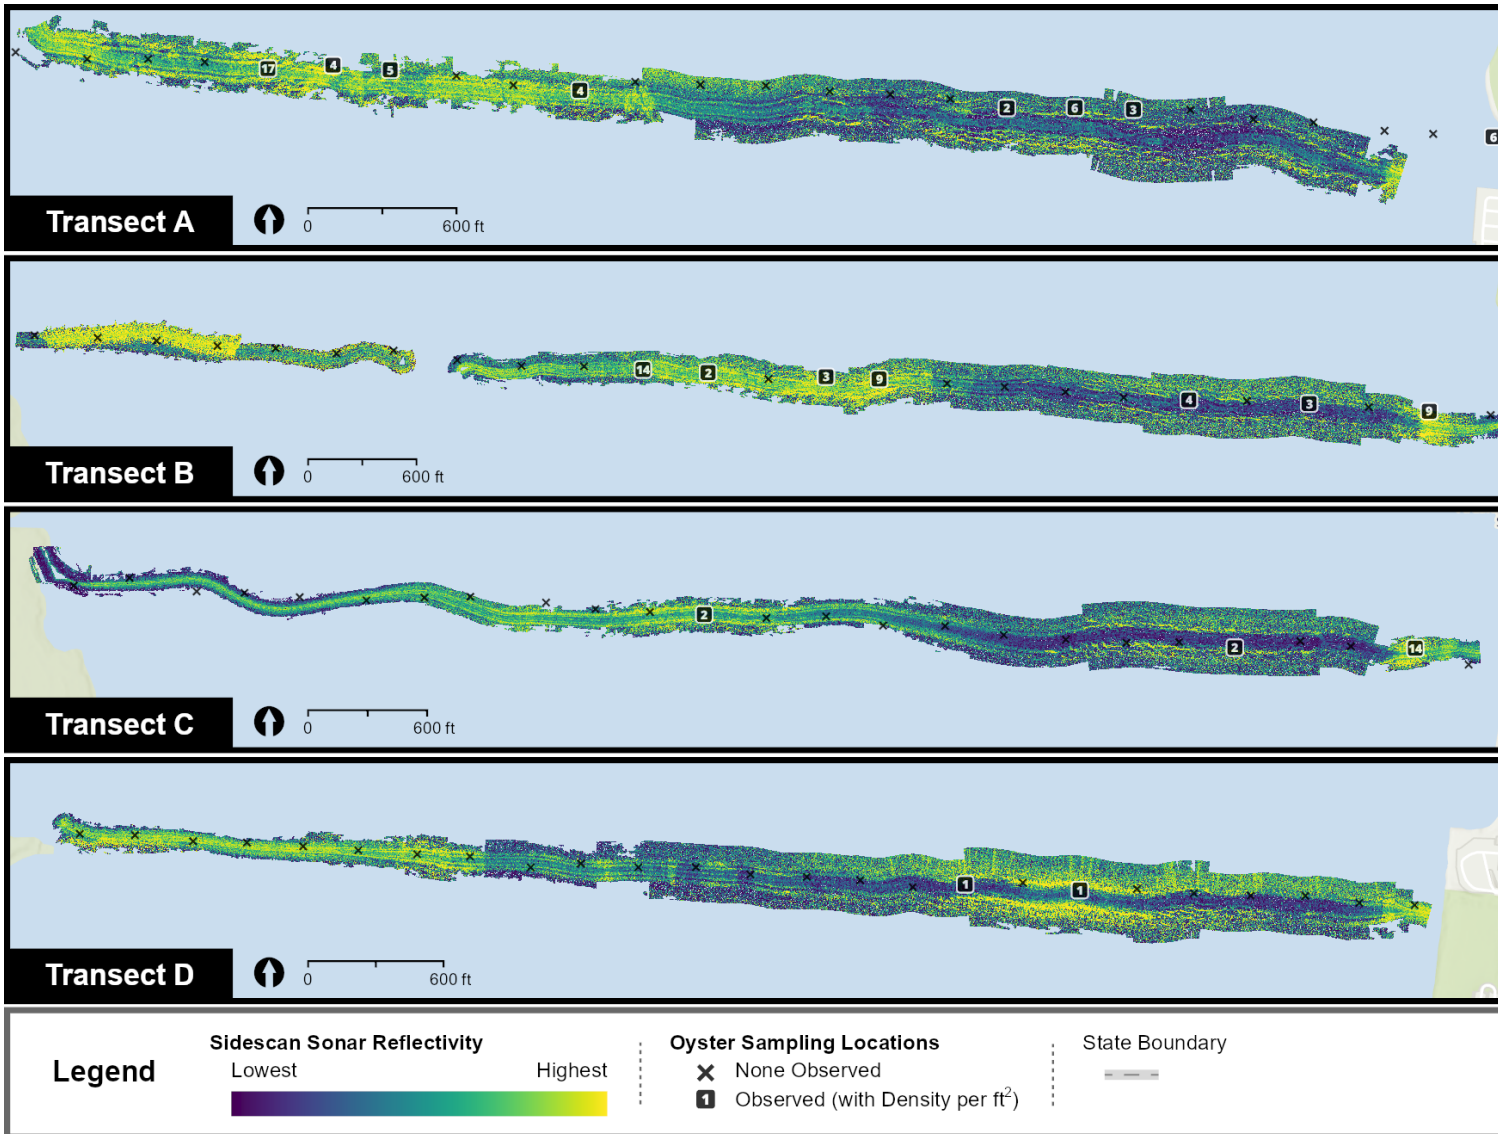 17
4
5
4
2
6
3
6
Transect A
0
600 ft
14
2
3
9
4
3
9
Transect B
0
600 ft
2
2
14
Transect C
0
600 ft
1
1
Transect D
0
600 ft
Legend
Sidescan Sonar Reflectivity
Lowest
Highest
Oyster Sampling Locations
None Observed
1
Observed (with Density per ft²)
State Boundary